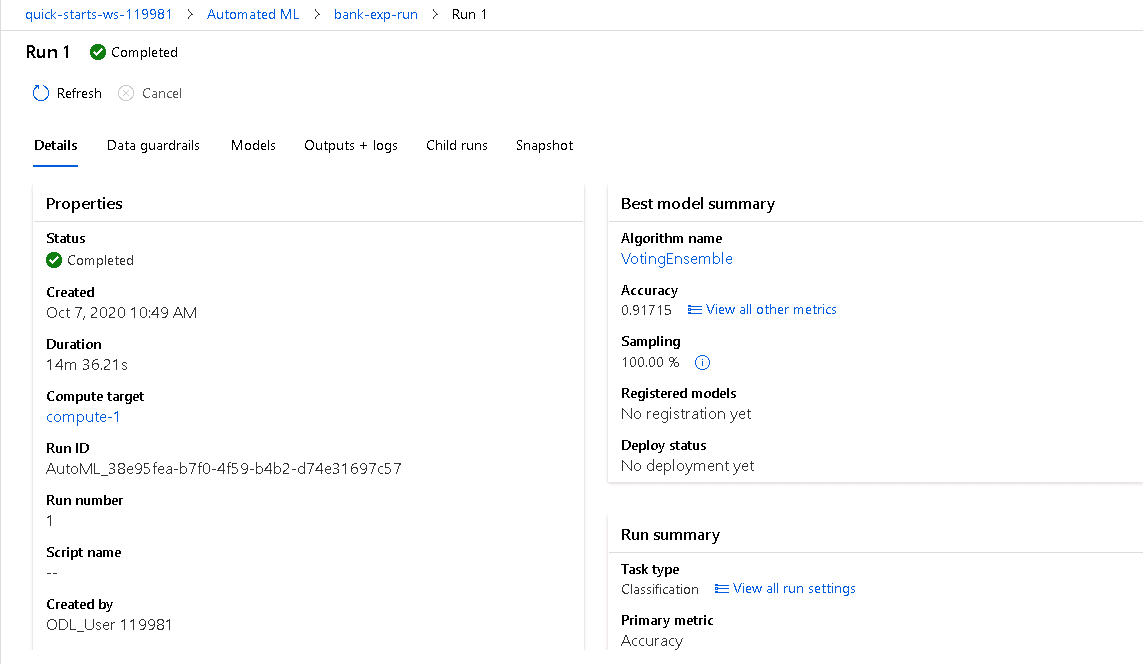 quick-starts-ws-119981 > Automated ML > bank-exp-run > Run 1
Run 1 Completed
Refresh Cancel
Details Data guardrails Models Outputs + logs Child runs Snapshot
Properties
Status
Completed
Created
Oct 7, 2020 10:49 AM
Duration
14m 36.21s
Compute target
compute-1
Run ID
AutoML_38e95fea-b7f0-4f59-b4b2-d74e31697c57
Run number
1
Script name
--
Created by
ODL_User 119981
Best model summary
Algorithm name
VotingEnsemble
Accuracy
0.91715 View all other metrics
Sampling
100.00 %
Registered models
No registration yet
Deploy status
No deployment yet
Run summary
Task type
Classification View all run settings
Primary metric
Accuracy